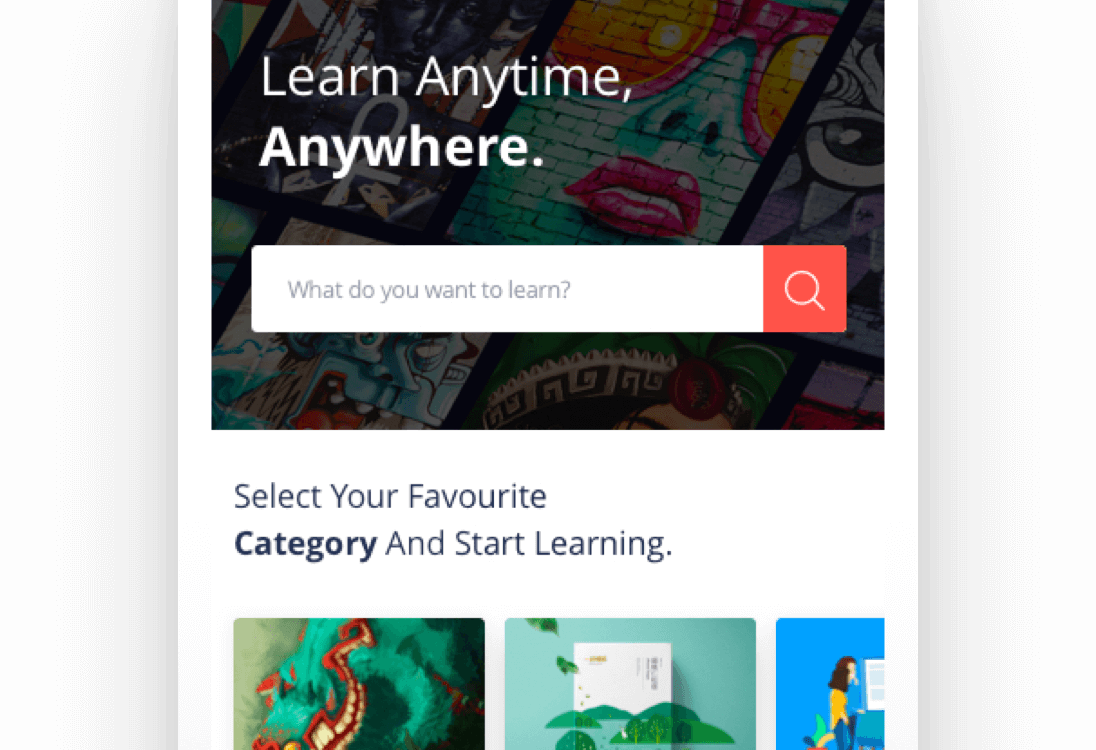 Learn Anytime,
Anywhere.
What do you want to learn?
Select Your Favourite
Category And Start Learning.